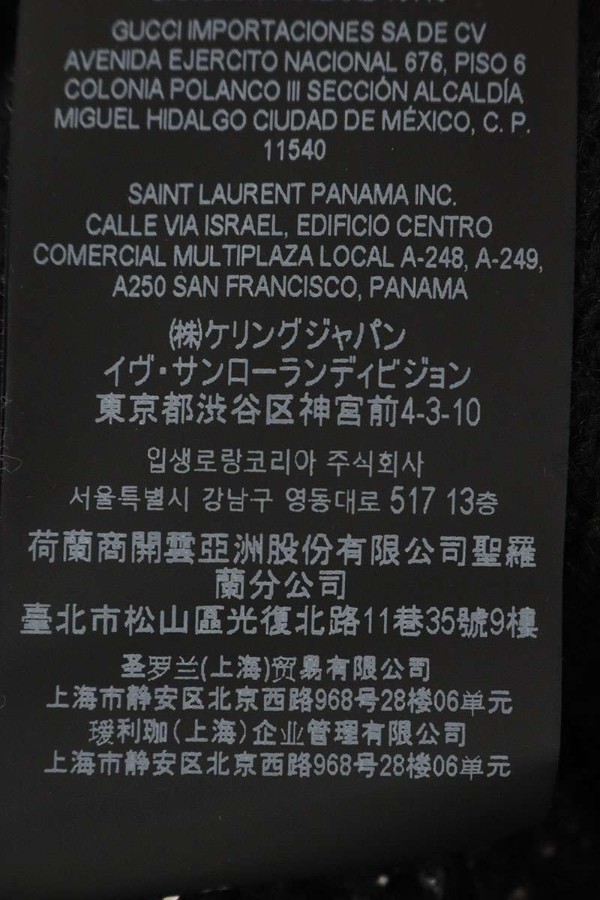 GUCCI IMPORTACIONES SA DE CV
AVENIDA EJERCITO NACIONAL 676, PISO 6
COLONIA POLANCO III SECCIÓN ALCALDÍA
MIGUEL HIDALGO CIUDAD DE MÉXICO, C. P.
11540
SAINT LAURENT PANAMA INC.
CALLE VIA ISRAEL, EDIFICIO CENTRO
COMERCIAL MULTIPLAZA LOCAL A-248, A-249,
A250 SAN FRANCISCO, PANAMA
㈱ケリングジャパン
イヴ・サンローランディビジョン
東京都渋谷区神宮前4-3-10
입생로랑코리아 주식회사
서울특별시 강남구 영동대로 517 13층
荷蘭商開雲亞洲股份有限公司聖羅
蘭分公司
臺北市松山區光復北路11巷35號9樓
圣罗兰(上海)贸易有限公司
上海市静安区北京西路968号28楼06单元
瑷利珈(上海)企业管理有限公司
上海市静安区北京西路968号28楼06单元